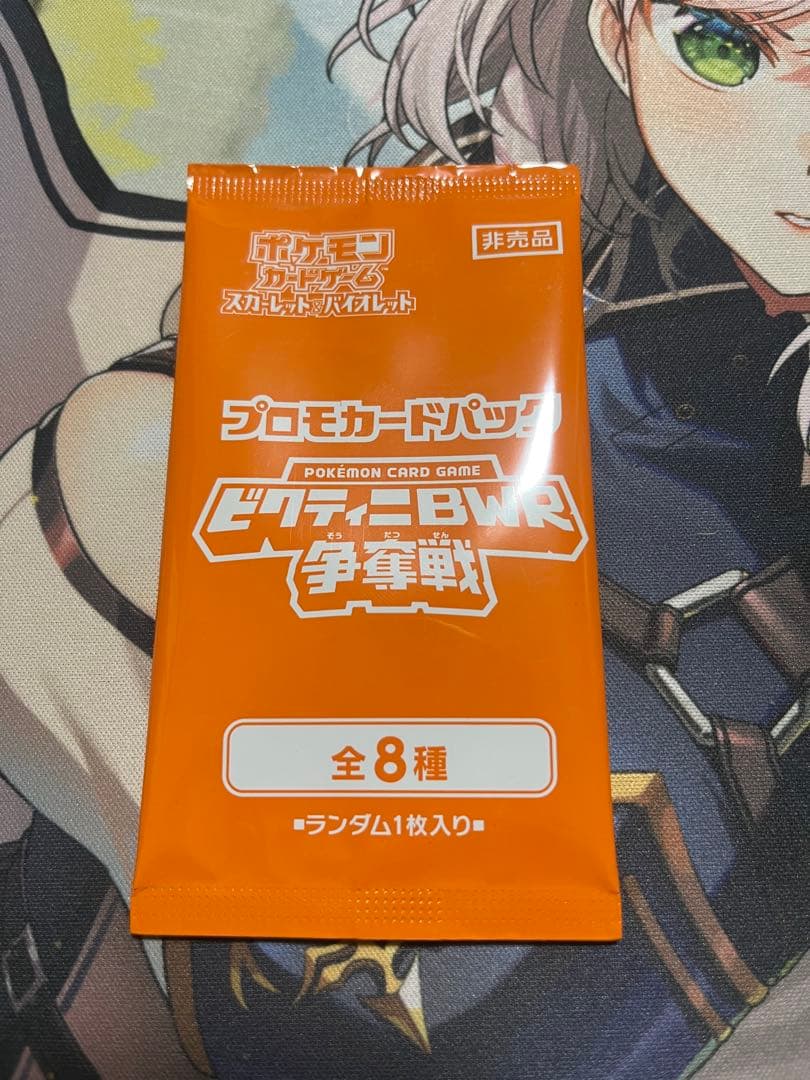 ポケモン
カードゲーム
スカーレット&バイオレット
非売品
プロモカードパック
POKÉMON CARD GAME
ビクティニBWR
そう だつ せん
争奪戦
全8種
■ランダム1枚入り■